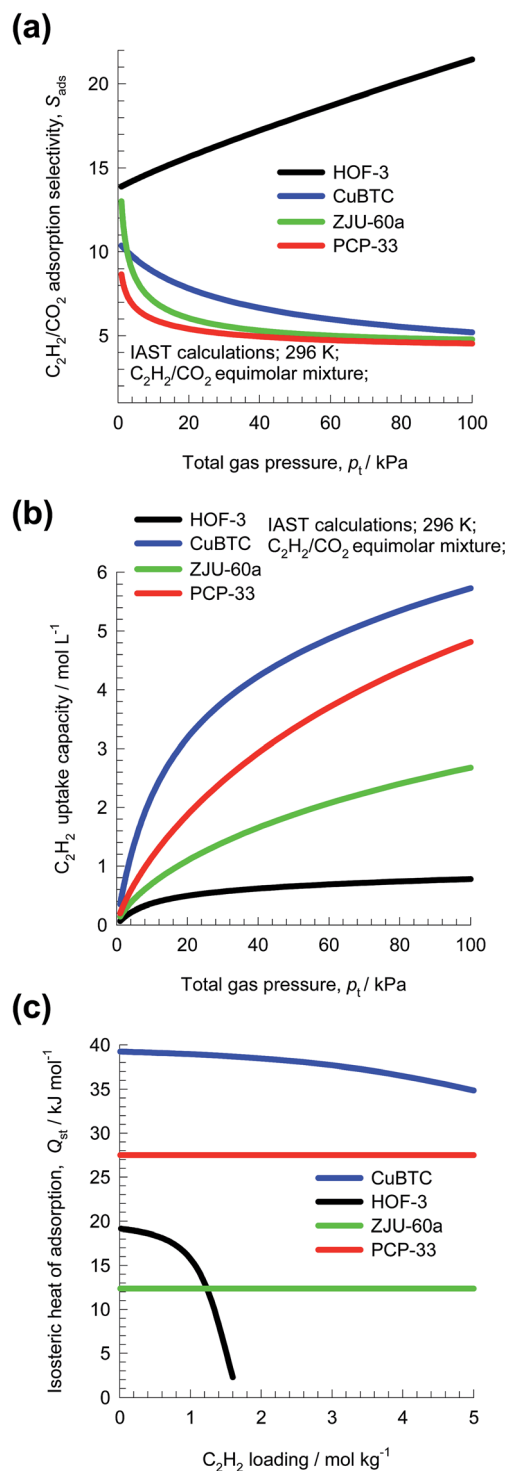 (a)
C₂H₂/CO₂ adsorption selectivity, S_ads
20
15
10
5
HOF-3
CuBTC
ZJU-60a
PCP-33
IAST calculations; 296 K;
C₂H₂/CO₂ equimolar mixture;
0 20 40 60 80 100
Total gas pressure, p_t / kPa
(b)
HOF-3
CuBTC
ZJU-60a
PCP-33
IAST calculations; 296 K;
C₂H₂/CO₂ equimolar mixture;
C₂H₂ uptake capacity / mol L⁻¹
6
5
4
3
2
1
0
0 20 40 60 80 100
Total gas pressure, p_t / kPa
(c)
Isosteric heat of adsorption, Q_st / kJ mol⁻¹
40
35
30
25
20
15
10
5
0
CuBTC
HOF-3
ZJU-60a
PCP-33
0 1 2 3 4 5
C₂H₂ loading / mol kg⁻¹